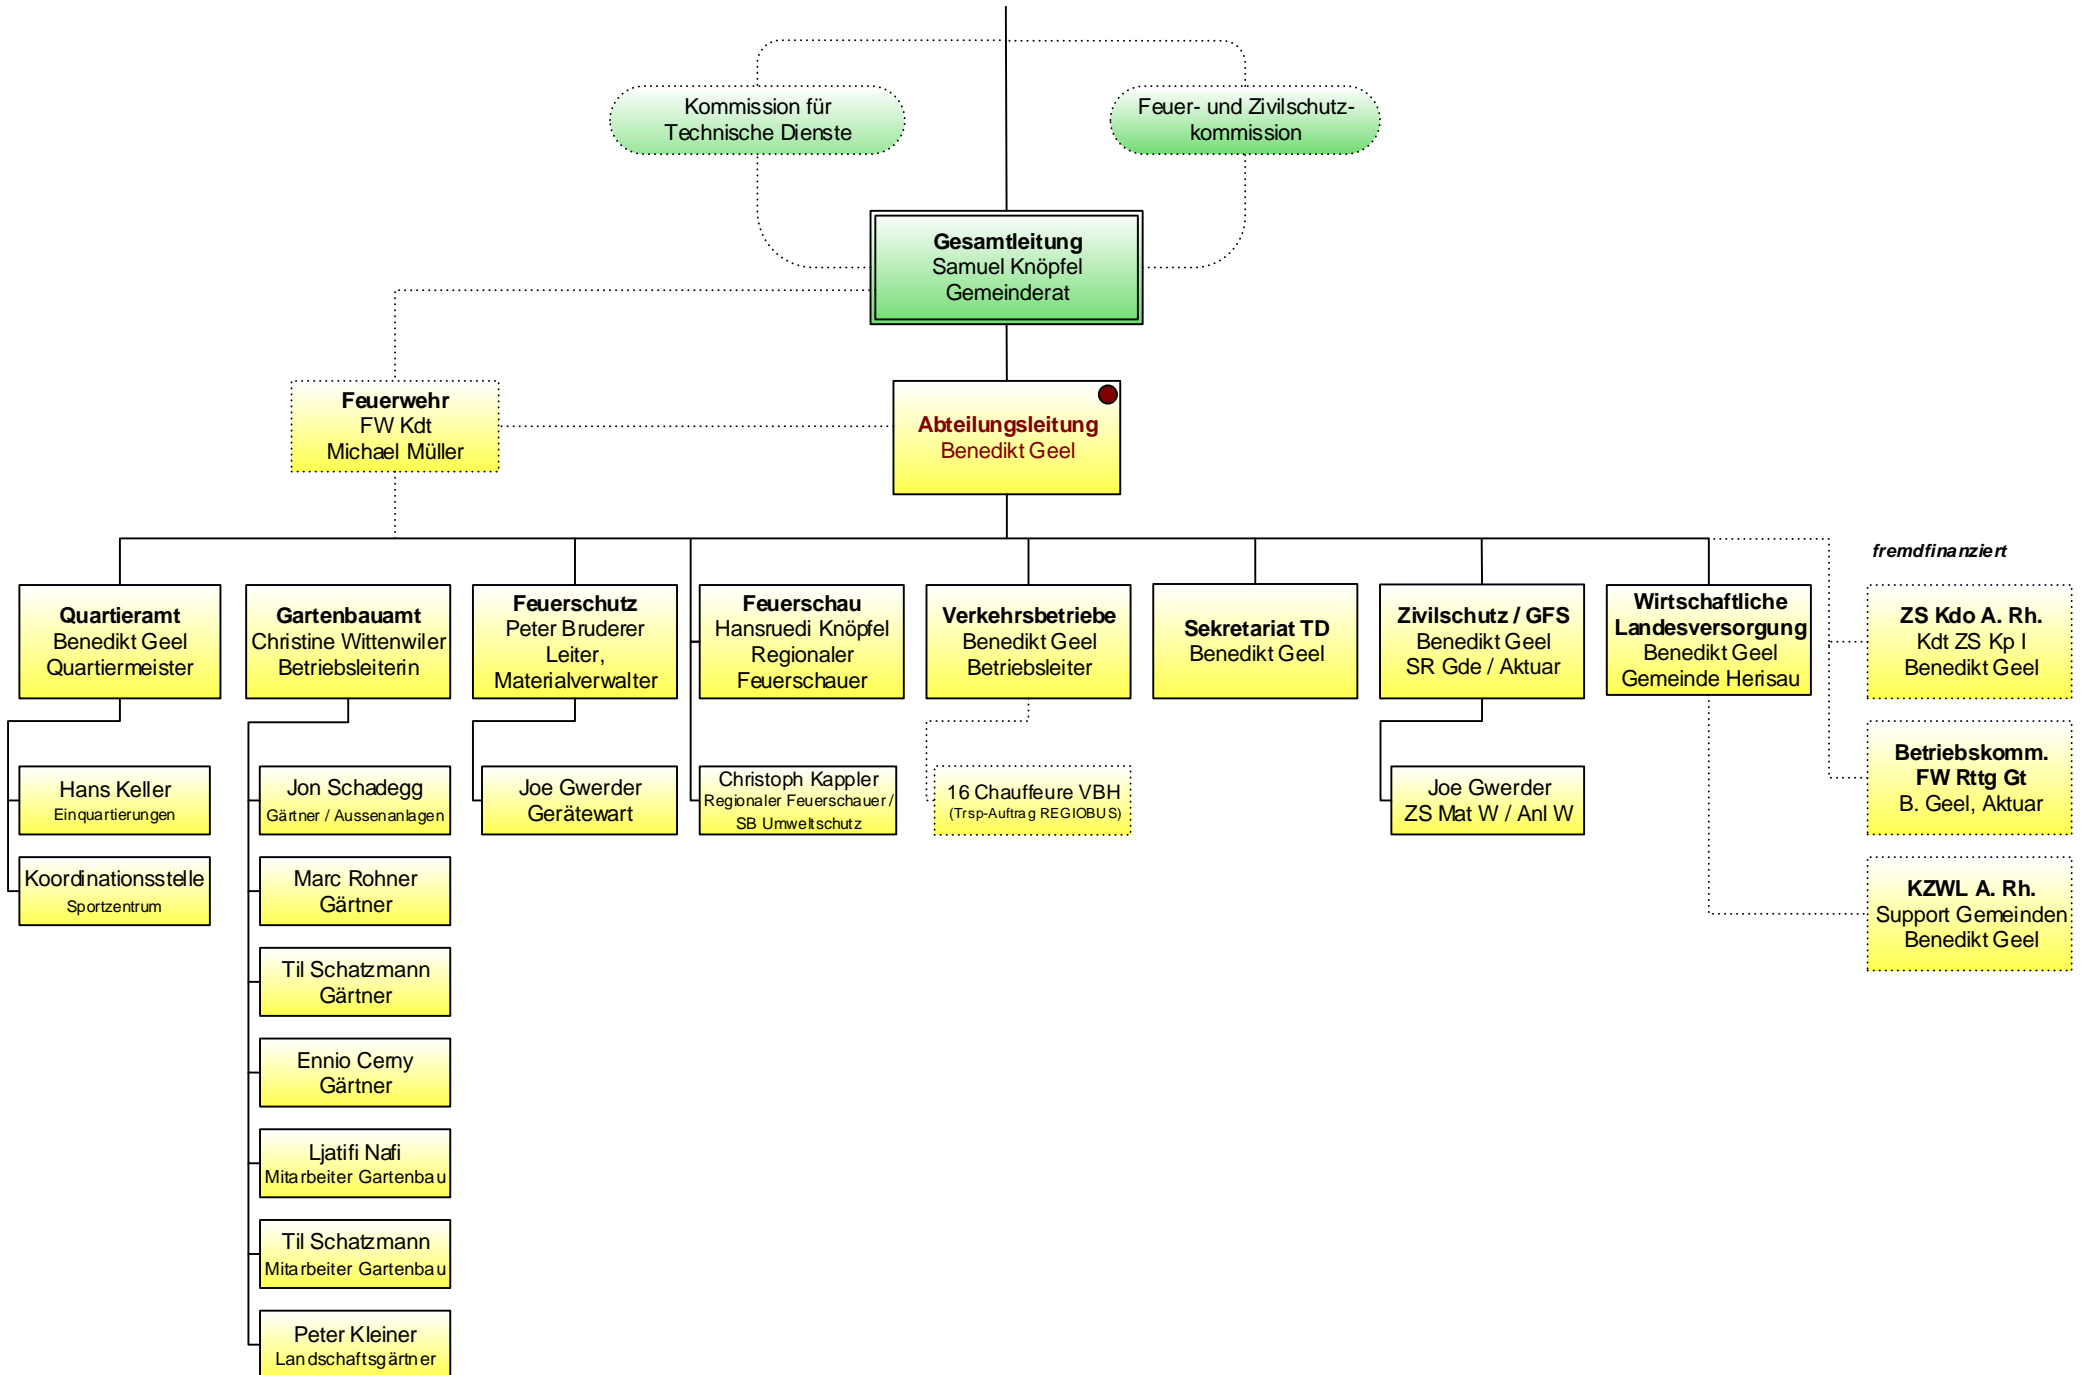 Kommission für
Technische Dienste
Feuer- und Zivilschutz-
kommission
Gesamtleitung
Samuel Knöpfel
Gemeinderat
Feuerwehr
FW Kdt
Michael Müller
Abteilungsleitung
Benedikt Geel
fremdfinanziert
Quartieramt
Benedikt Geel
Quartiermeister
Gartenbauamt
Christine Wittenwiler
Betriebsleiterin
Feuerschutz
Peter Bruderer
Leiter,
Materialverwalter
Feuerschau
Hansruedi Knöpfel
Regionaler
Feuerschauer
Verkehrsbetriebe
Benedikt Geel
Betriebsleiter
Sekretariat TD
Benedikt Geel
Zivilschutz / GFS
Benedikt Geel
SR Gde / Aktuar
Wirtschaftliche
Landesversorgung
Benedikt Geel
Gemeinde Herisau
ZS Kdo A. Rh.
Kdt ZS Kp I
Benedikt Geel
Hans Keller
Einquartierungen
Jon Schadegg
Gärtner / Aussenanlagen
Joe Gwerder
Gerätewart
Christoph Kappler
Regionaler Feuerschauer /
SB Umweltschutz
16 Chauffeure VBH
(Trsp-Auftrag REGIOBUS)
Joe Gwerder
ZS Mat W / Anl W
Betriebskomm.
FW Rttg Gt
B. Geel, Aktuar
Koordinationsstelle
Sportzentrum
Marc Rohner
Gärtner
KZWL A. Rh.
Support Gemeinden
Benedikt Geel
Til Schatzmann
Gärtner
Ennio Cerny
Gärtner
Ljatifi Nafi
Mitarbeiter Gartenbau
Til Schatzmann
Mitarbeiter Gartenbau
Peter Kleiner
Landschaftsgärtner